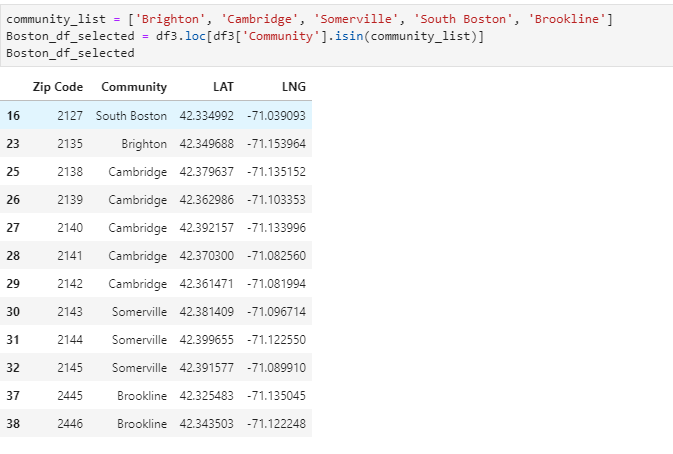 community_list = ['Brighton', 'Cambridge', 'Somerville', 'South Boston', 'Brookline']
Boston_df_selected = df3.loc[df3['Community'].isin(community_list)]
Boston_df_selected
Zip Code Community LAT LNG
16 2127 South Boston 42.334992 -71.039093
23 2135 Brighton 42.349688 -71.153964
25 2138 Cambridge 42.379637 -71.135152
26 2139 Cambridge 42.362986 -71.103353
27 2140 Cambridge 42.392157 -71.133996
28 2141 Cambridge 42.370300 -71.082560
29 2142 Cambridge 42.361471 -71.081994
30 2143 Somerville 42.381409 -71.096714
31 2144 Somerville 42.399655 -71.122550
32 2145 Somerville 42.391577 -71.089910
37 2445 Brookline 42.325483 -71.135045
38 2446 Brookline 42.343503 -71.122248